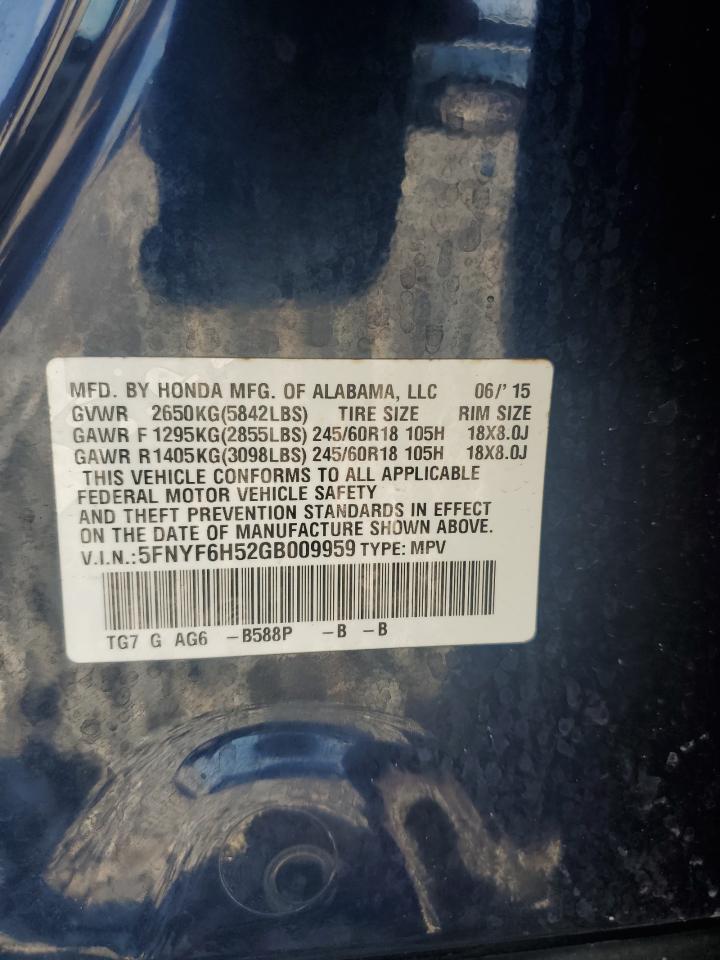 MFD. BY HONDA MFG. OF ALABAMA, LLC 06/'15
GVWR 2650KG(5842LBS) TIRE SIZE RIM SIZE
GAWR F 1295KG(2855LBS) 245/60R18 105H 18X8.0J
GAWR R 1405KG(3098LBS) 245/60R18 105H 18X8.0J
THIS VEHICLE CONFORMS TO ALL APPLICABLE
FEDERAL MOTOR VEHICLE SAFETY
AND THEFT PREVENTION STANDARDS IN EFFECT
ON THE DATE OF MANUFACTURE SHOWN ABOVE.
V.I.N.:5FNYF6H52GB009959 TYPE: MPV
TG7 G AG6 -B588P -B -B